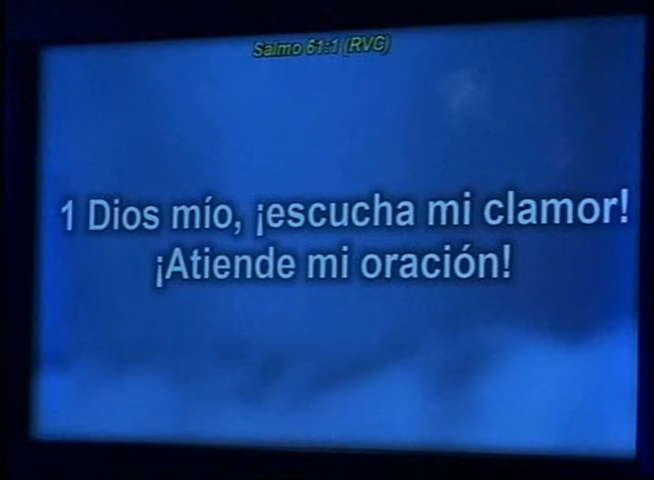 Salmo 61:1 (RVC)
1 Dios mío, ¡escucha mi clamor!
¡Atiende mi oración!